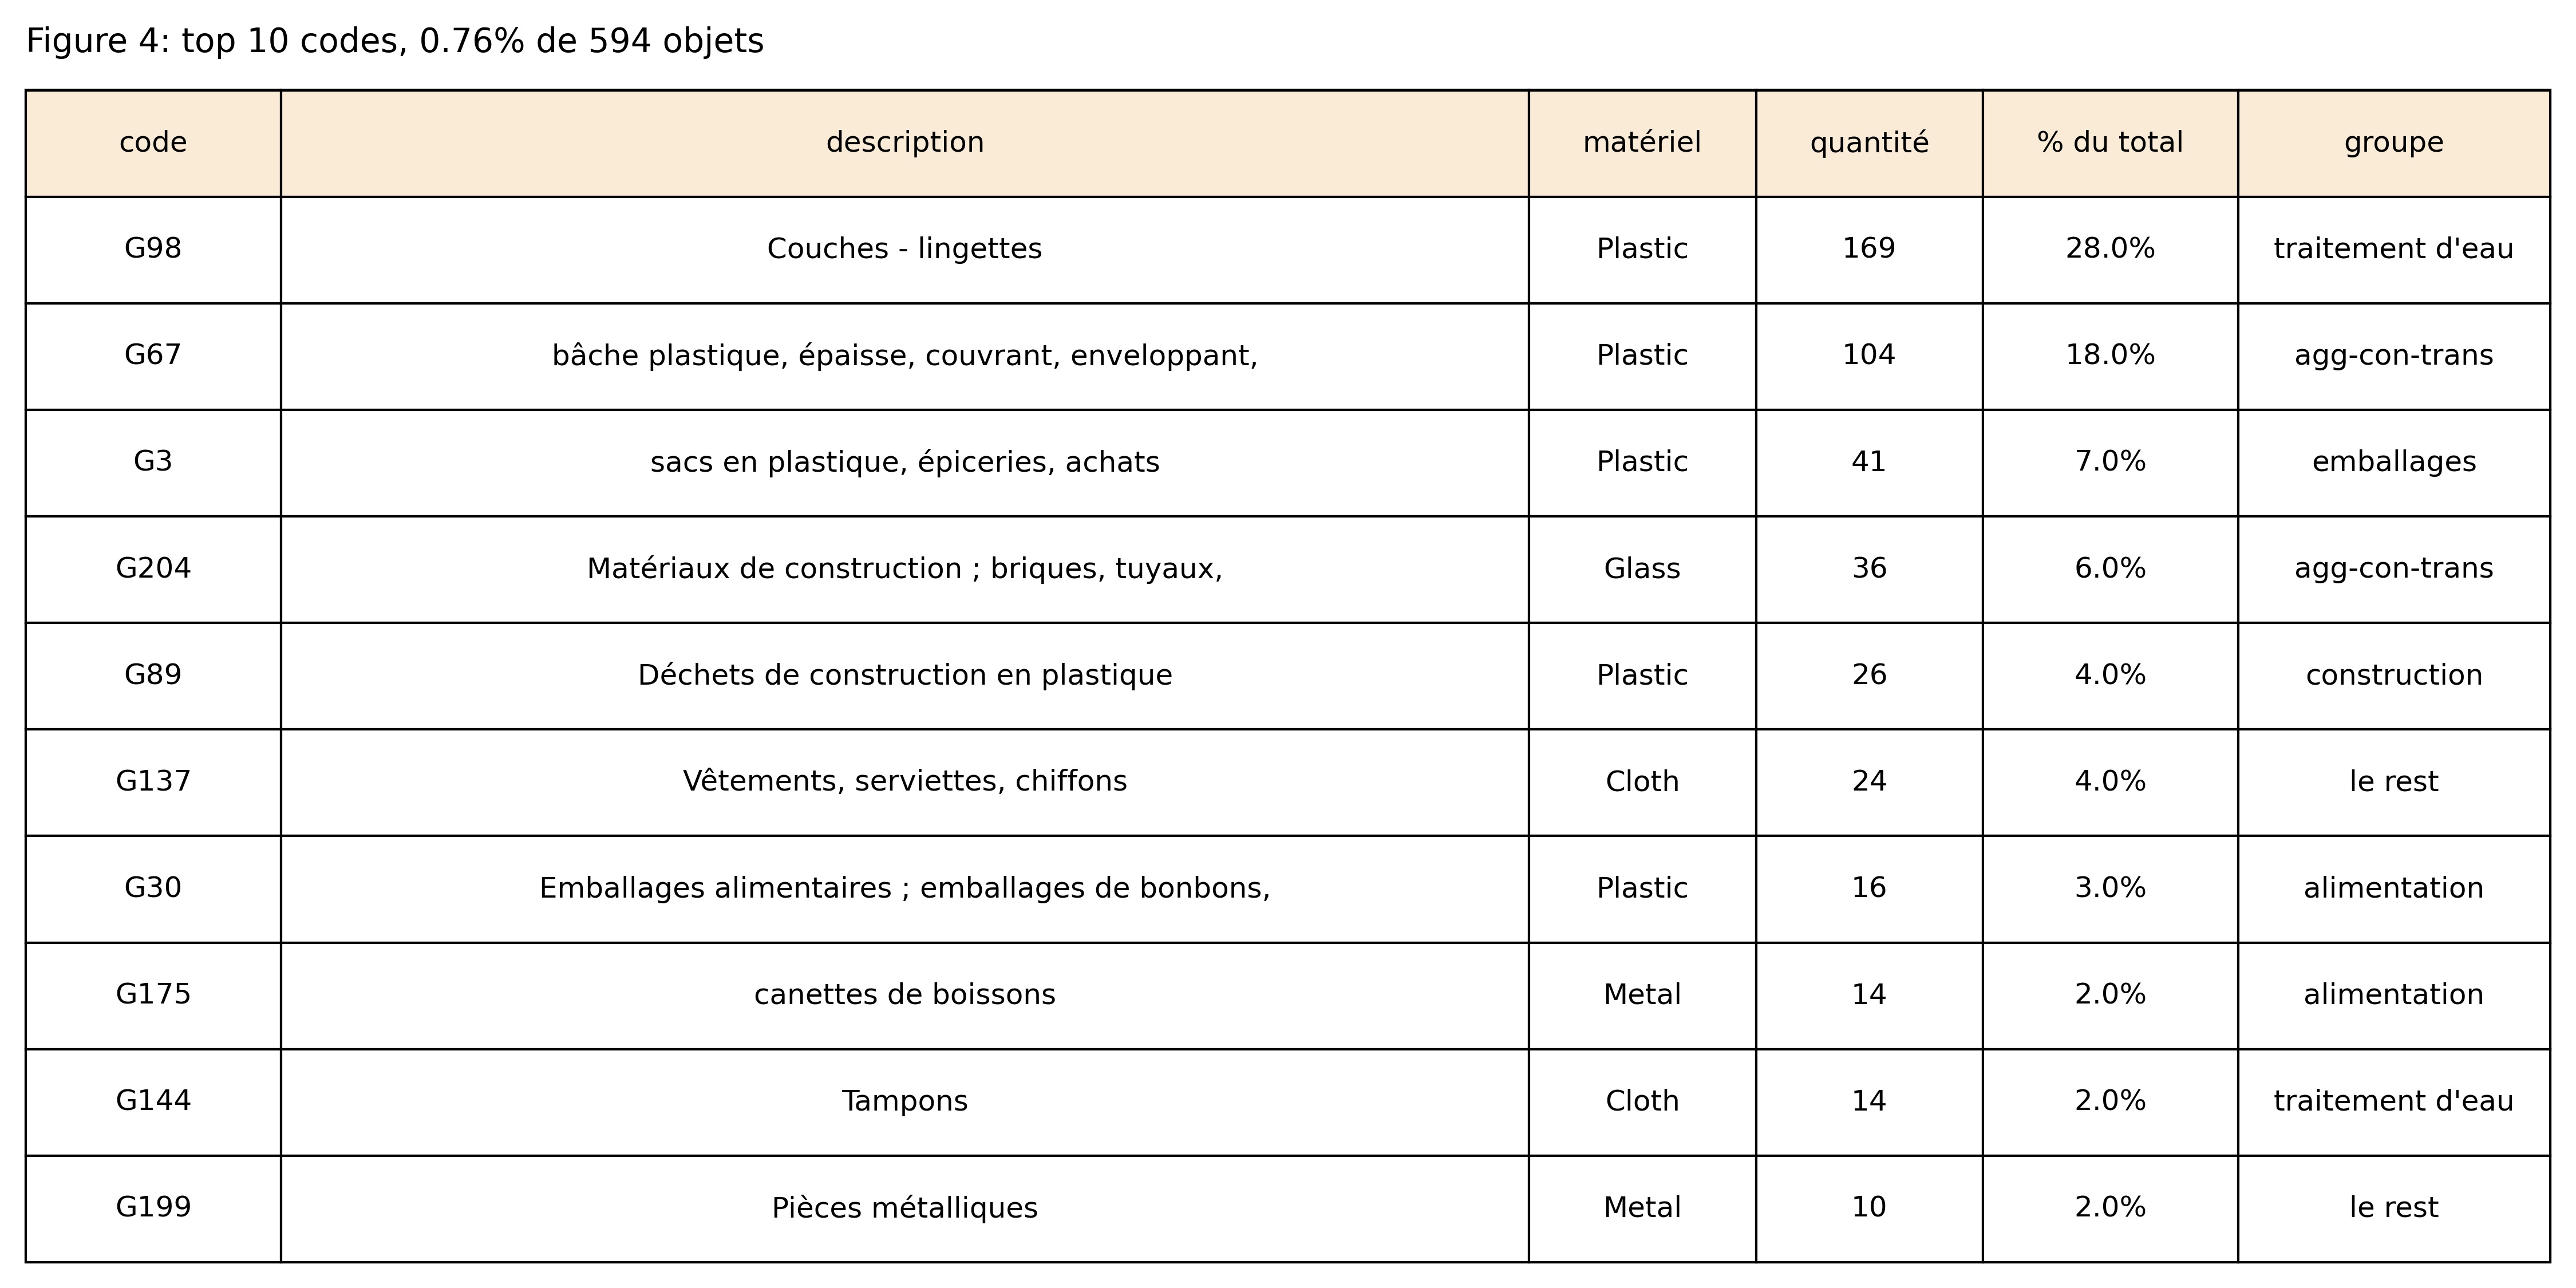 Figure 4: top 10 codes, 0.76% de 594 objets
code description matériel quantité % du total groupe
G98 Couches - lingettes Plastic 169 28.0% traitement d'eau
G67 bâche plastique, épaisse, couvrant, enveloppant, Plastic 104 18.0% agg-con-trans
G3 sacs en plastique, épiceries, achats Plastic 41 7.0% emballages
G204 Matériaux de construction ; briques, tuyaux, Glass 36 6.0% agg-con-trans
G89 Déchets de construction en plastique Plastic 26 4.0% construction
G137 Vêtements, serviettes, chiffons Cloth 24 4.0% le rest
G30 Emballages alimentaires ; emballages de bonbons, Plastic 16 3.0% alimentation
G175 canettes de boissons Metal 14 2.0% alimentation
G144 Tampons Cloth 14 2.0% traitement d'eau
G199 Pièces métalliques Metal 10 2.0% le rest